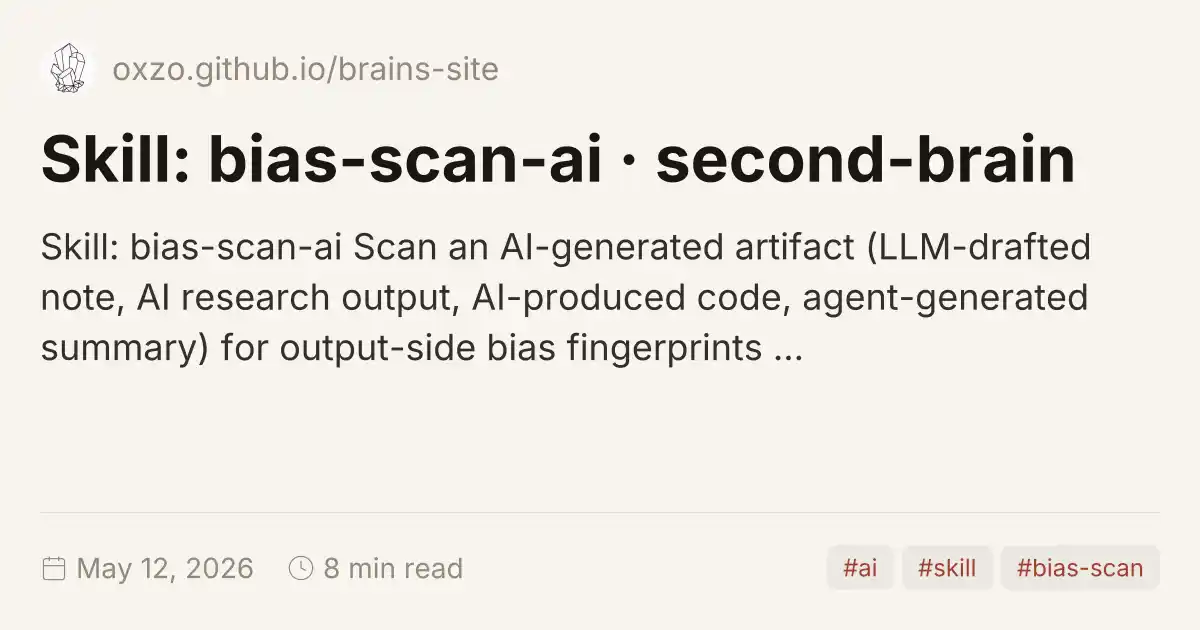 oxzo.github.io/brains-site
Skill: bias-scan-ai · second-brain
Skill: bias-scan-ai Scan an AI-generated artifact (LLM-drafted
note, AI research output, AI-produced code, agent-generated
summary) for output-side bias fingerprints ...
May 12, 2026 8 min read #ai #skill #bias-scan